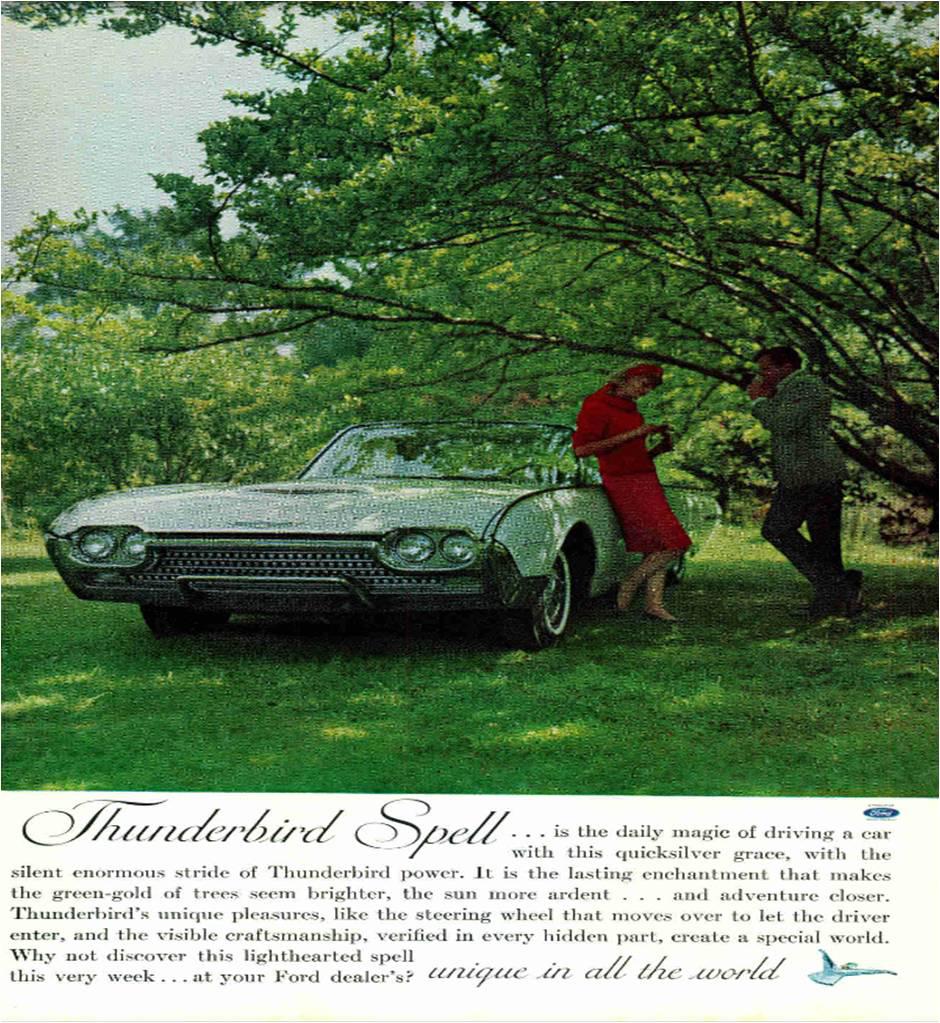 Thunderbird Spell ... is the daily magic of driving a car
Ford
with this quicksilver grace, with the
silent enormous stride of Thunderbird power. It is the lasting enchantment that makes
the green-gold of trees seem brighter, the sun more ardent . . . and adventure closer.
Thunderbird's unique pleasures, like the steering wheel that moves over to let the driver
enter, and the visible craftsmanship, verified in every hidden part, create a special world.
Why not discover this lighthearted spell
this very week ... at your Ford dealer's? unique in all the world